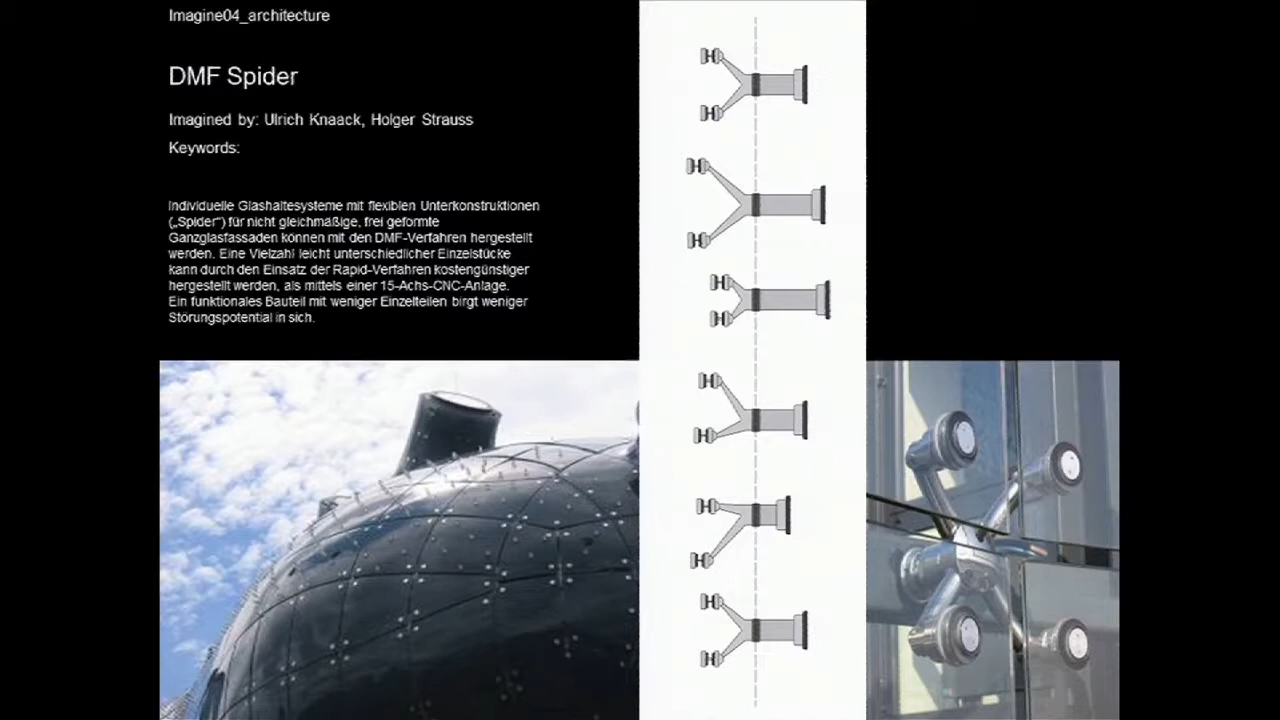 Imagine04_architecture
DMF Spider
Imagined by: Ulrich Knaack, Holger Strauss
Keywords:
Individuelle Glashaltesysteme mit flexiblen Unterkonstruktionen
(„Spider“) für nicht gleichmäßige, frei geformte
Ganzglasfassaden können mit den DMF-Verfahren hergestellt
werden. Eine Vielzahl leicht unterschiedlicher Einzelstücke
kann durch den Einsatz der Rapid-Verfahren kostengünstiger
hergestellt werden, als mittels einer 15-Achs-CNC-Anlage.
Ein funktionales Bauteil mit weniger Einzelteilen birgt weniger
Störungspotential in sich.